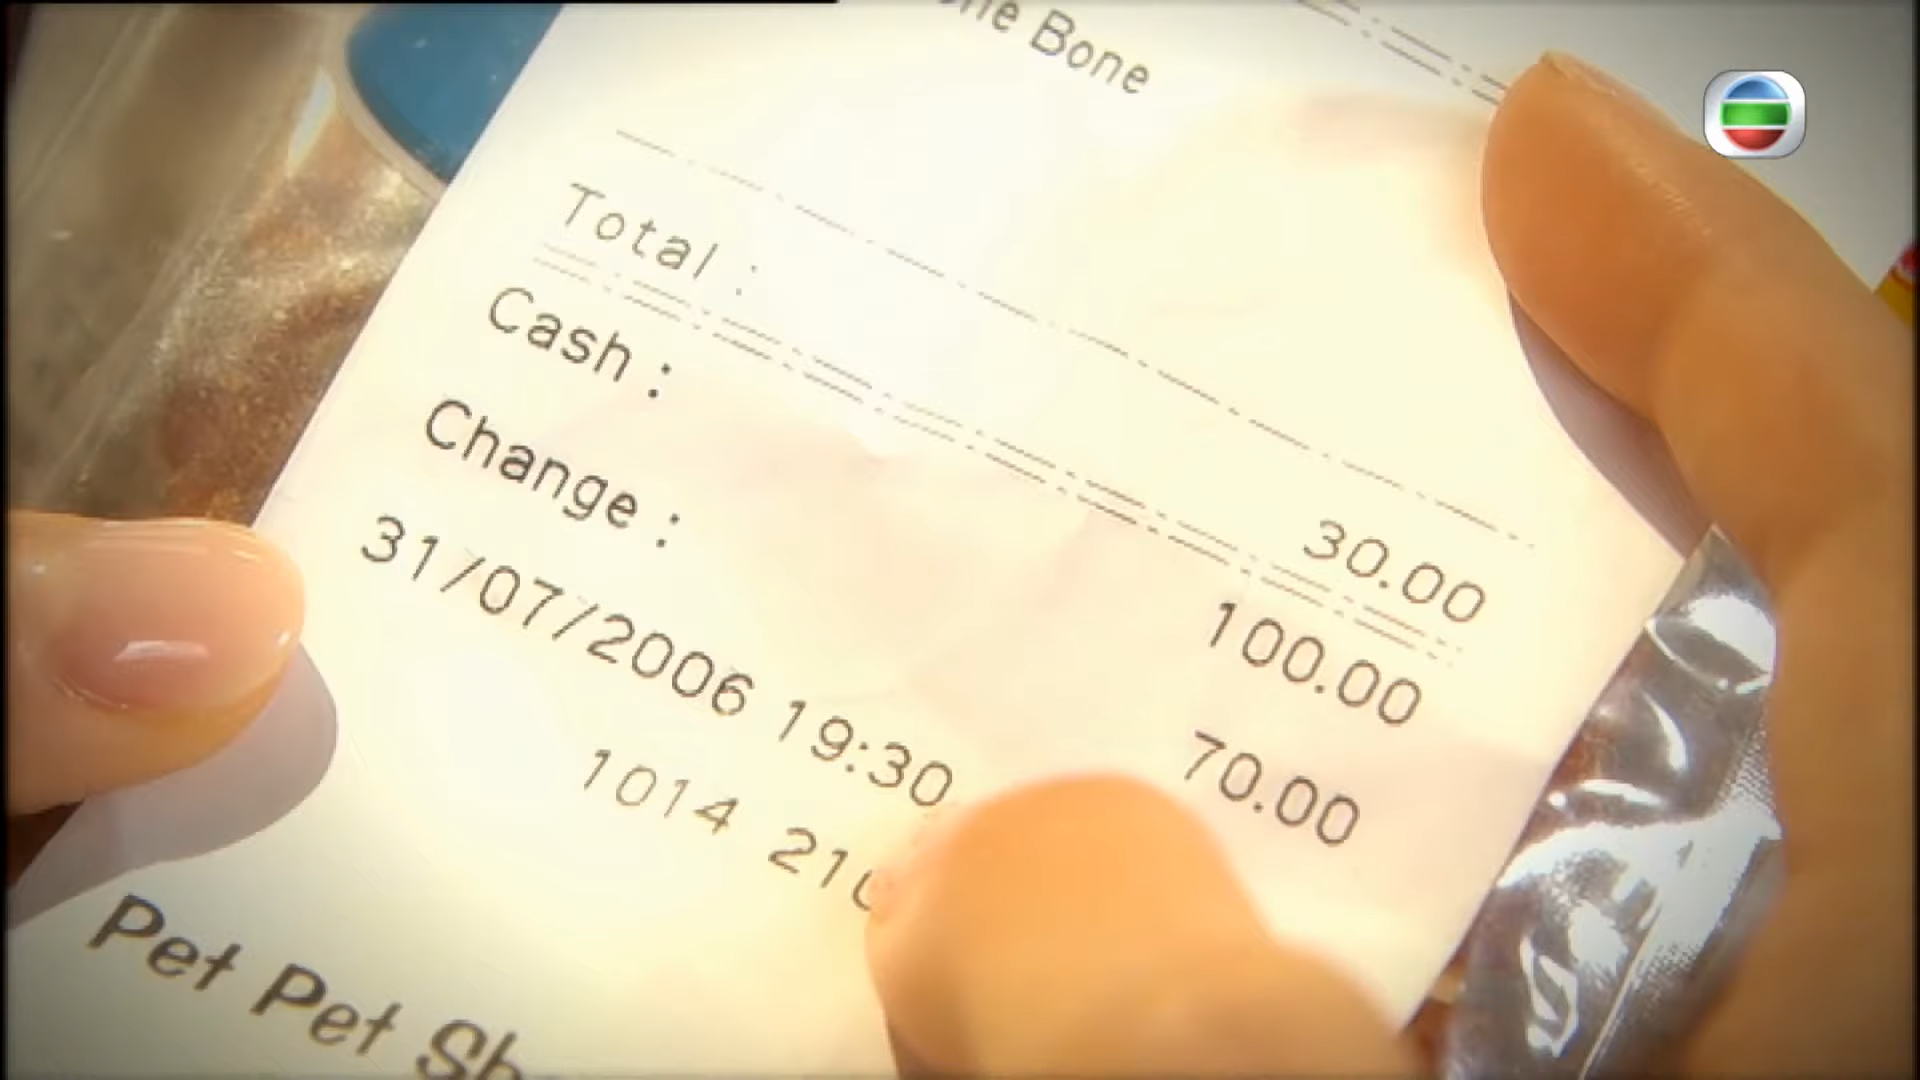 Bone
Total : 30.00
Cash : 100.00
Change : 70.00
31/07/2006 19:30
1014 21
Pet Pet